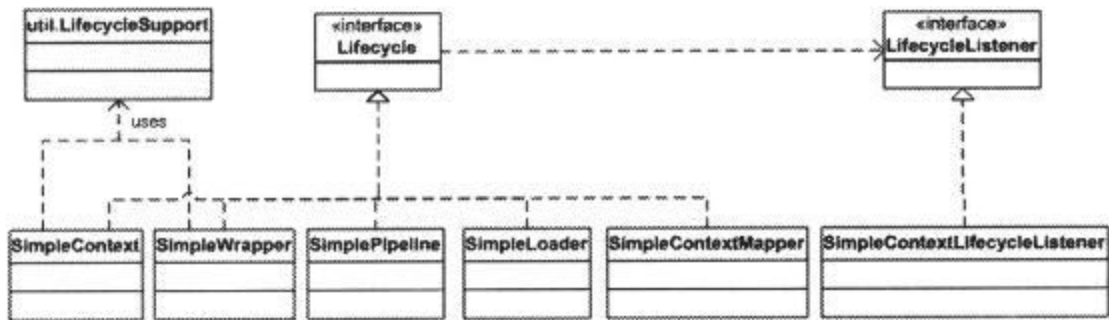 util.LifecycleSupport
«interface»
Lifecycle
«interface»
LifecycleListener
uses
SimpleContext
SimpleWrapper
SimplePipeline
SimpleLoader
SimpleContextMapper
SimpleContextLifecycleListener